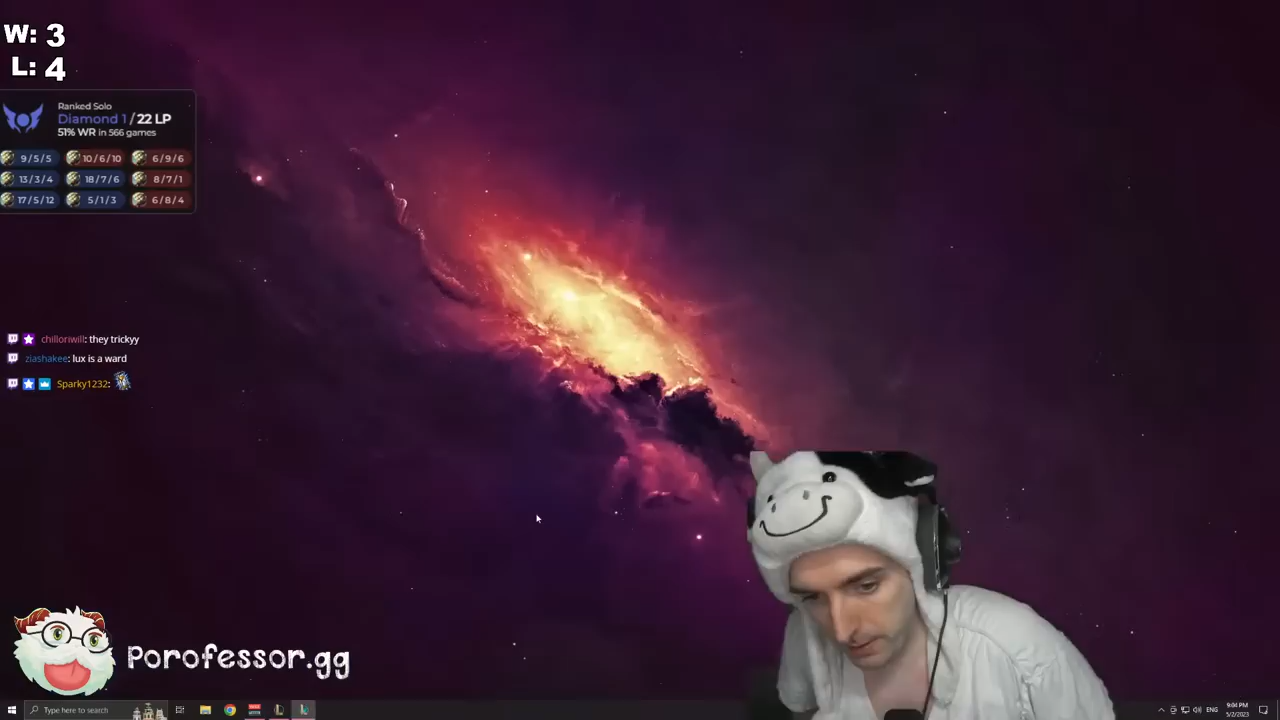 W: 3
L: 4
Ranked Solo
Diamond 1 / 22 LP
51% WR in 566 games
9/5/5 10/6/10 6/9/6
13/3/4 18/7/6 8/7/1
17/5/12 5/1/3 6/8/4
chilloriwill: they trickyy
ziashakee: lux is a ward
Sparky1232:
Porofessor.gg
Type here to search
ENG
9:04 PM
5/2/2023